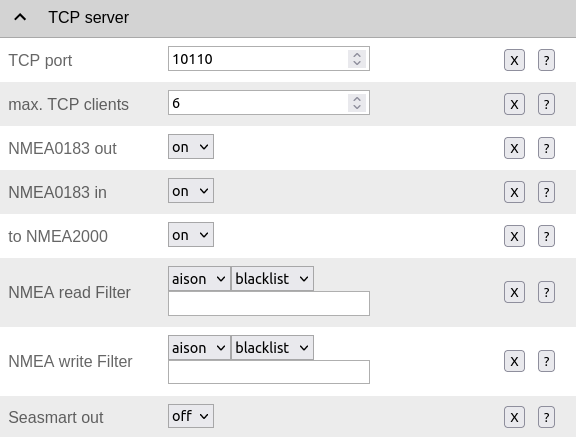 TCP server
TCP port 10110 X ?
max. TCP clients 6 X ?
NMEA0183 out on X ?
NMEA0183 in on X ?
to NMEA2000 on X ?
NMEA read Filter aison blacklist X ?
NMEA write Filter aison blacklist X ?
Seasmart out off X ?